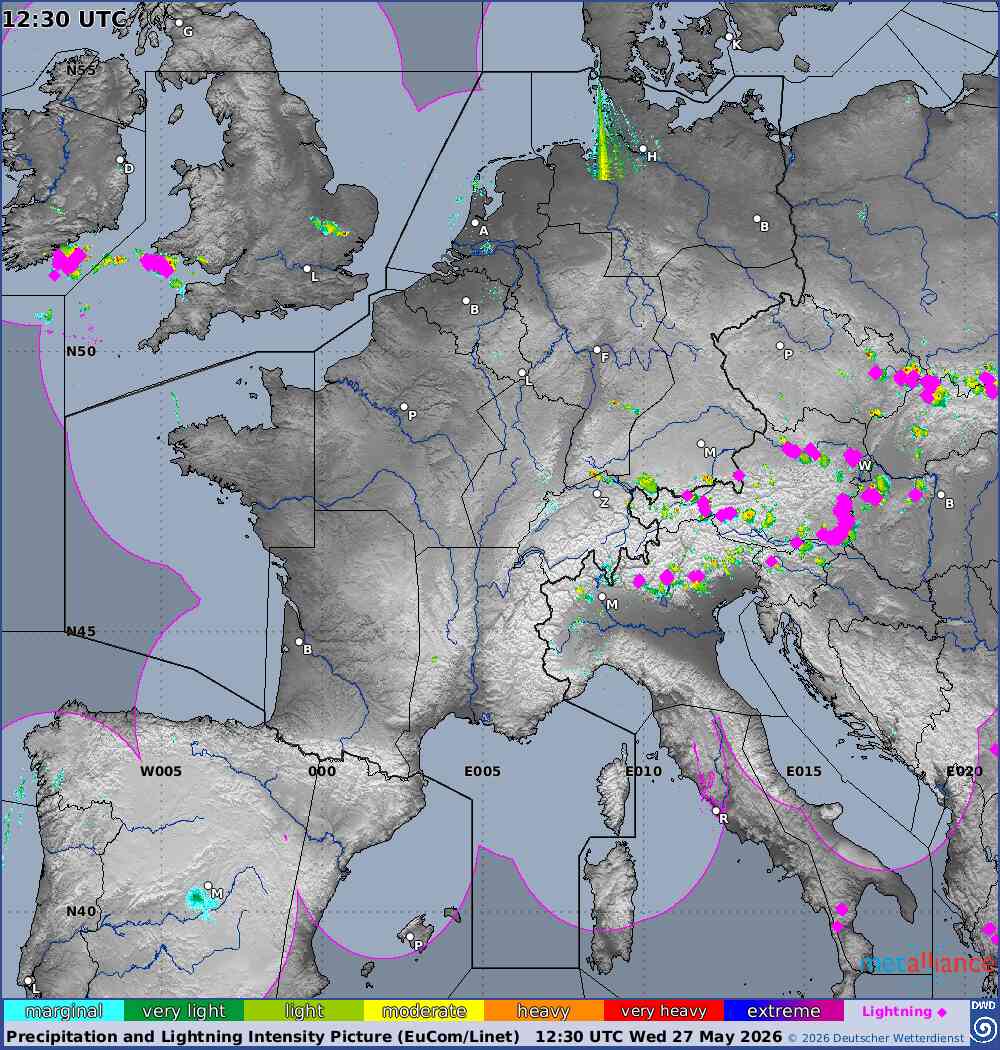 12:30 UTC
G
K
N55
D
H
A
B
L
B
N50
F
P
L
P
M
W
Z
B
M
N45
B
W005
000
E005
E010
E015
E020
R
M
N40
P
L
metalliance
marginal
very light
light
moderate
heavy
very heavy
extreme
Lightning
DWD
Precipitation and Lightning Intensity Picture (EuCom/Linet) 12:30 UTC Wed 27 May 2026 © 2026 Deutscher Wetterdienst